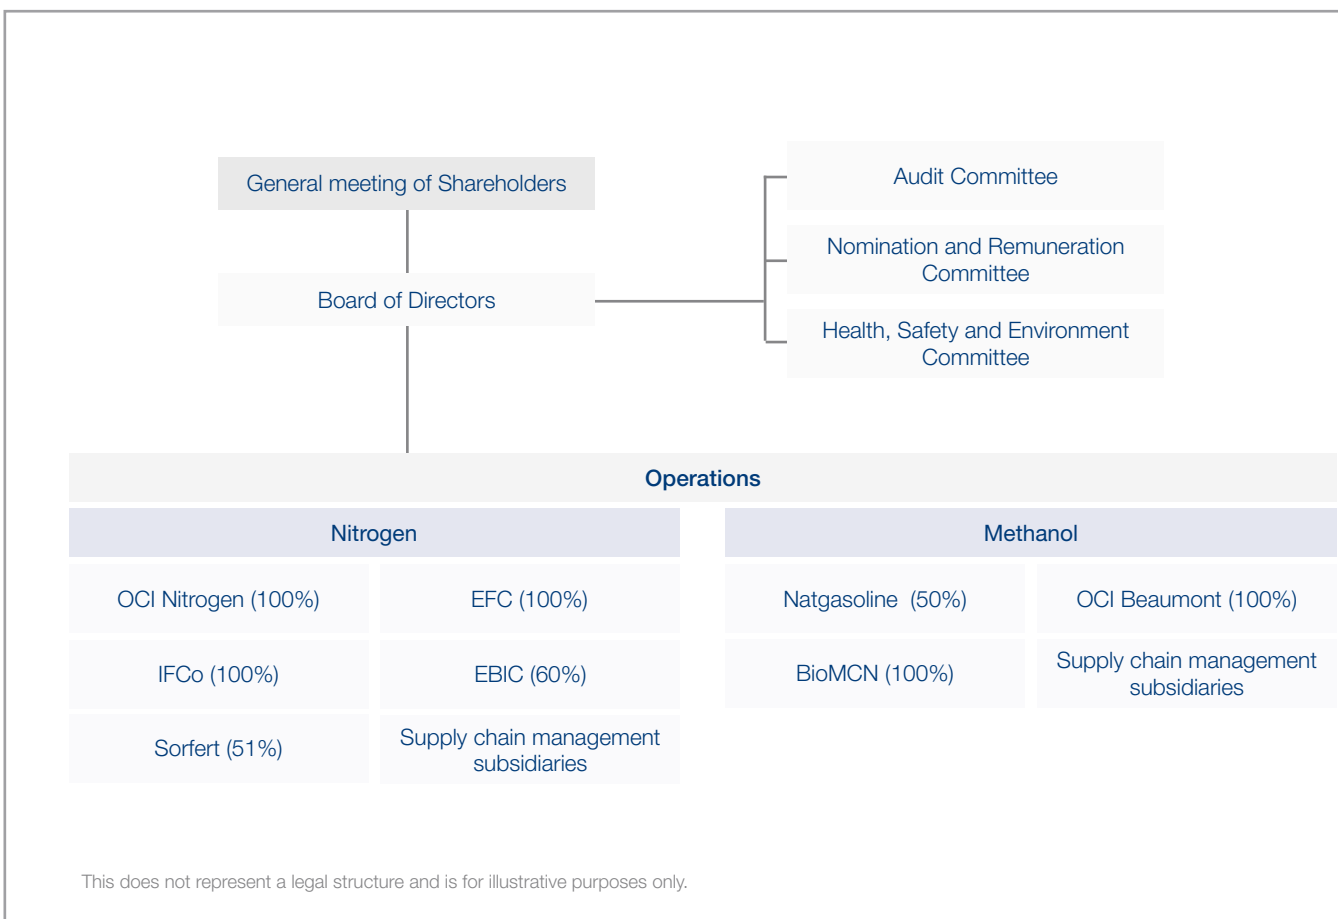 General meeting of Shareholders
Board of Directors
Audit Committee
Nomination and Remuneration
Committee
Health, Safety and Environment
Committee
Operations
Nitrogen
OCI Nitrogen (100%)
EFC (100%)
IFCo (100%)
EBIC (60%)
Sorfert (51%)
Supply chain management
subsidiaries
Methanol
Natgasoline (50%)
OCI Beaumont (100%)
BioMCN (100%)
Supply chain management
subsidiaries
This does not represent a legal structure and is for illustrative purposes only.